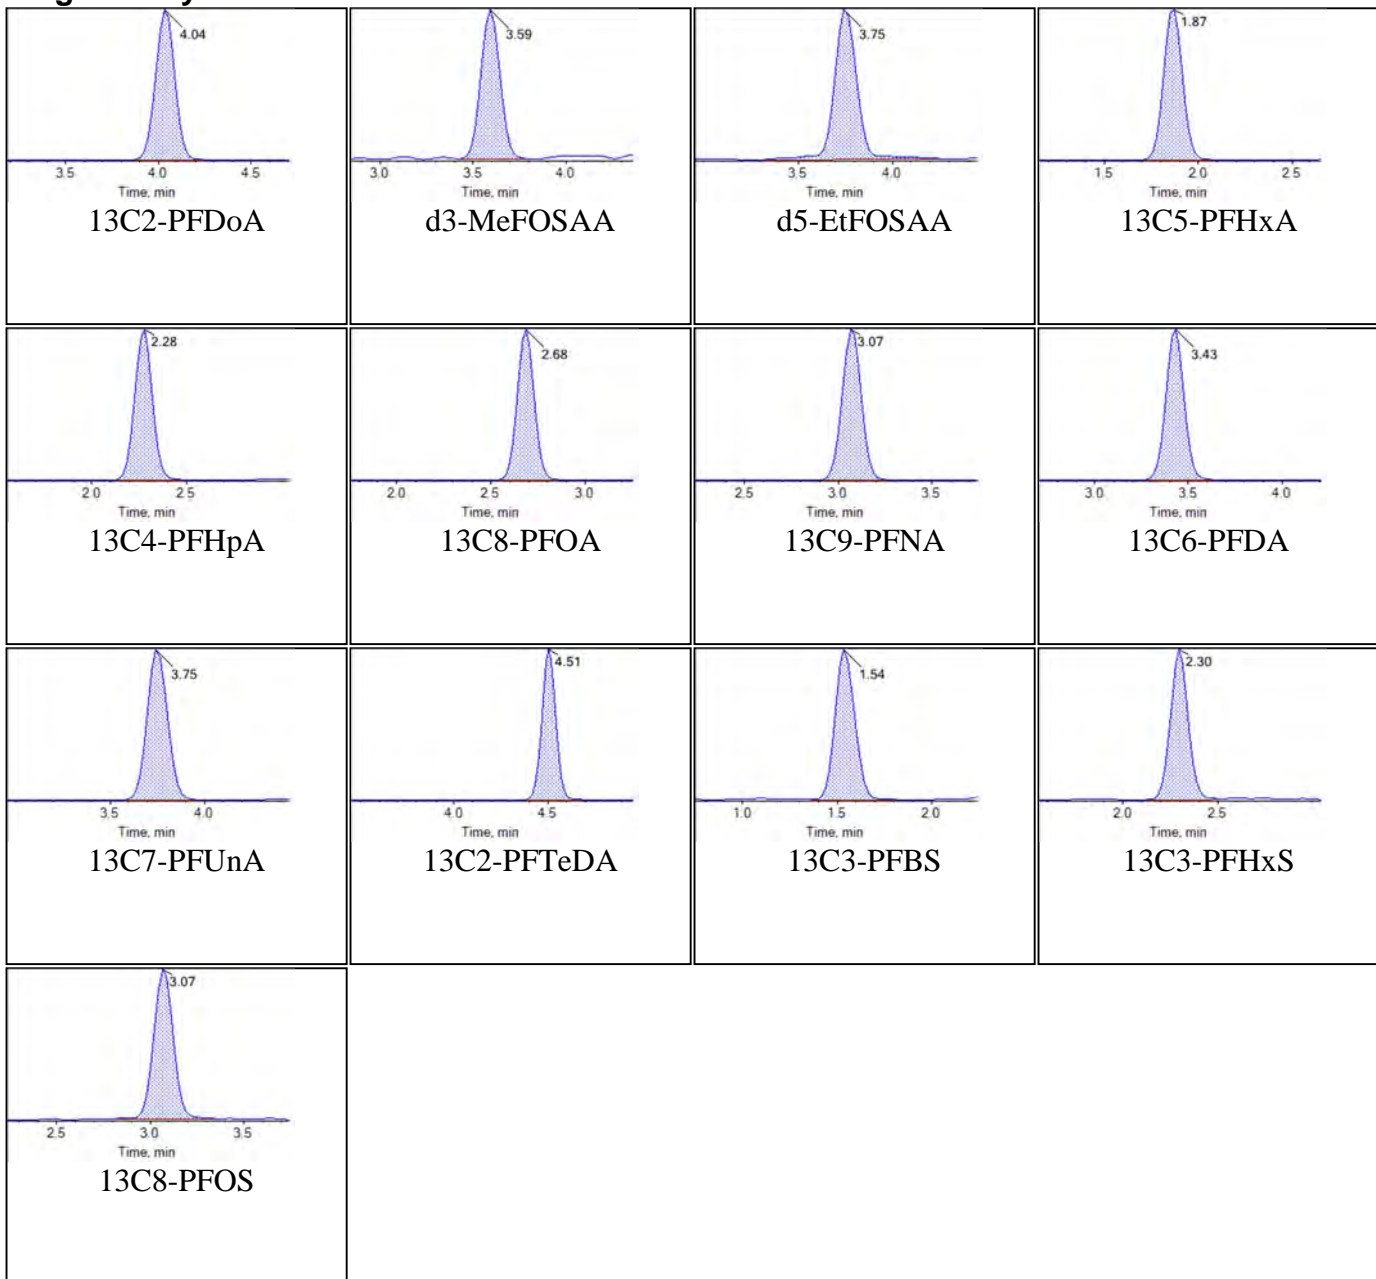 4.04
3.5 4.0 4.5
Time, min
13C2-PFDoA
3.59
3.0 3.5 4.0
Time, min
d3-MeFOSAA
3.75
3.5 4.0
Time, min
d5-EtFOSAA
1.87
1.5 2.0 2.5
Time, min
13C5-PFHxA
2.28
2.0 2.5
Time, min
13C4-PFHpA
2.68
2.0 2.5 3.0
Time, min
13C8-PFOA
3.07
2.5 3.0 3.5
Time, min
13C9-PFNA
3.43
3.0 3.5 4.0
Time, min
13C6-PFDA
3.75
3.5 4.0
Time, min
13C7-PFUnA
4.51
4.0 4.5
Time, min
13C2-PFTeDA
1.54
1.0 1.5 2.0
Time, min
13C3-PFBS
2.30
2.0 2.5
Time, min
13C3-PFHxS
3.07
2.5 3.0 3.5
Time, min
13C8-PFOS